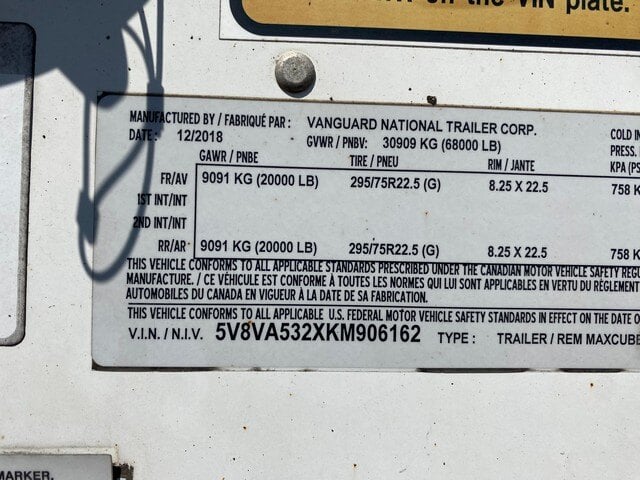 off the VIN plate.
MANUFACTURED BY / FABRIQUÉ PAR : VANGUARD NATIONAL TRAILER CORP.
DATE: 12/2018 GVWR / PNBV: 30909 KG (68000 LB) COLD IN
GAWR / PNBE TIRE / PNEU RIM / JANTE PRESS.
KPA (PS
FR/AV 9091 KG (20000 LB) 295/75R22.5 (G) 8.25 X 22.5 758 K
1ST INT/INT
2ND INT/INT
RR/AR 9091 KG (20000 LB) 295/75R22.5 (G) 8.25 X 22.5 758 K
THIS VEHICLE CONFORMS TO ALL APPLICABLE STANDARDS PRESCRIBED UNDER THE CANADIAN MOTOR VEHICLE SAFETY REGU
MANUFACTURE. / CE VÉHICULE EST CONFORME À TOUTES LES NORMES QUI LUI SONT APPLICABLES EN VERTU DU RÈGLEMENT
AUTOMOBILES DU CANADA EN VIGUEUR À LA DATE DE SA FABRICATION.
THIS VEHICLE CONFORMS TO ALL APPLICABLE U.S. FEDERAL MOTOR VEHICLE SAFETY STANDARDS IN EFFECT ON THE DATE O
V.I.N. / N.I.V. 5V8VA532XKM906162 TYPE : TRAILER / REM MAXCUBE
MARKER.